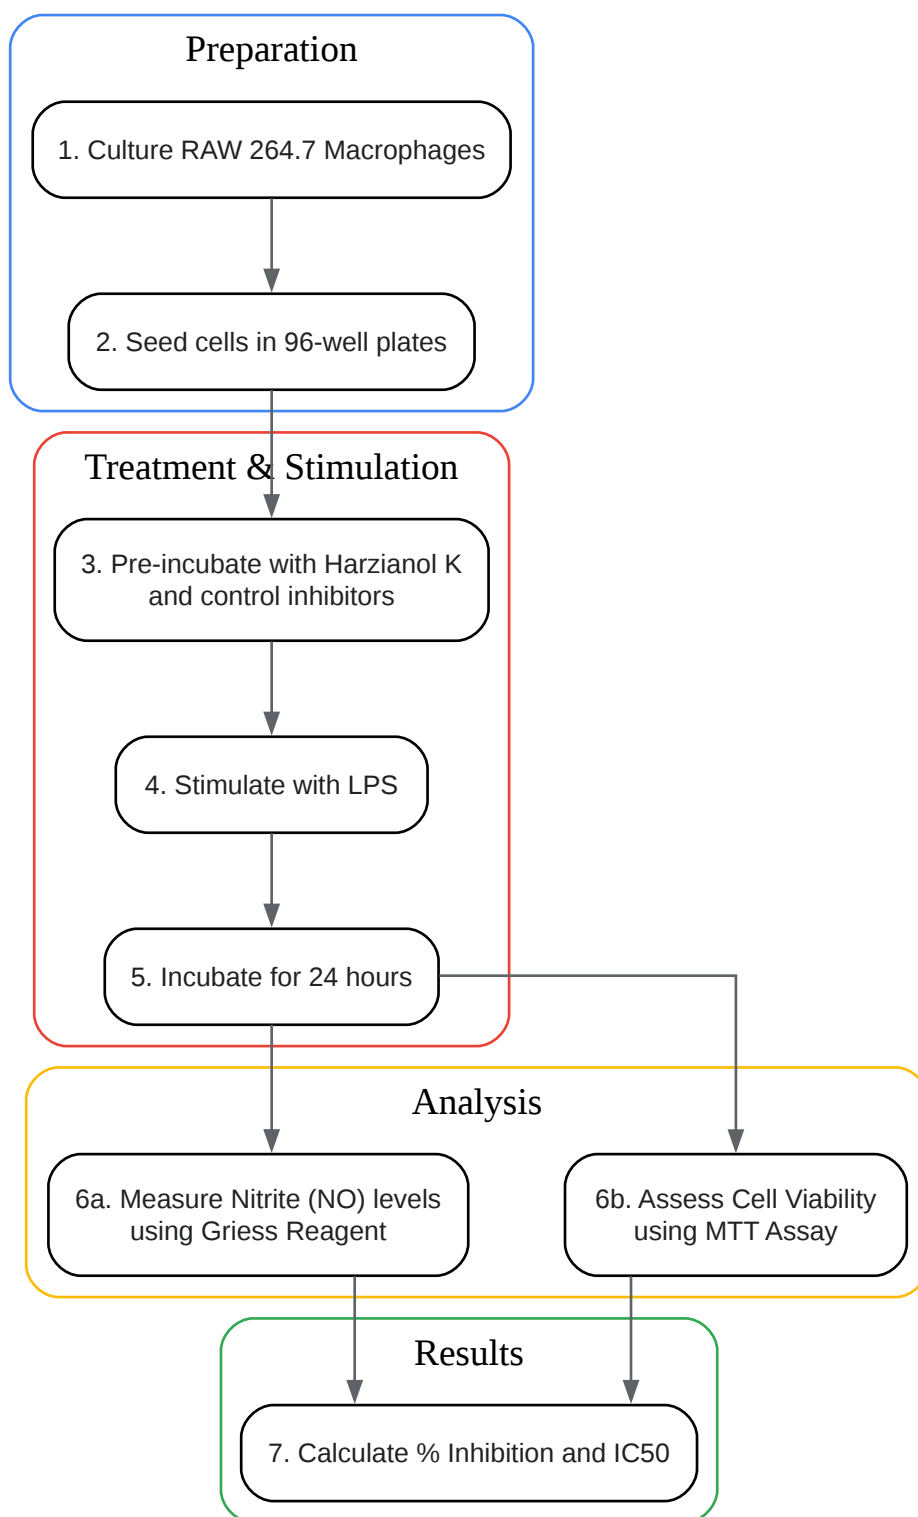 Preparation
1. Culture RAW 264.7 Macrophages
2. Seed cells in 96-well plates
Treatment & Stimulation
3. Pre-incubate with Harzianol K
and control inhibitors
4. Stimulate with LPS
5. Incubate for 24 hours
Analysis
6a. Measure Nitrite (NO) levels
using Griess Reagent
6b. Assess Cell Viability
using MTT Assay
Results
7. Calculate % Inhibition and IC50